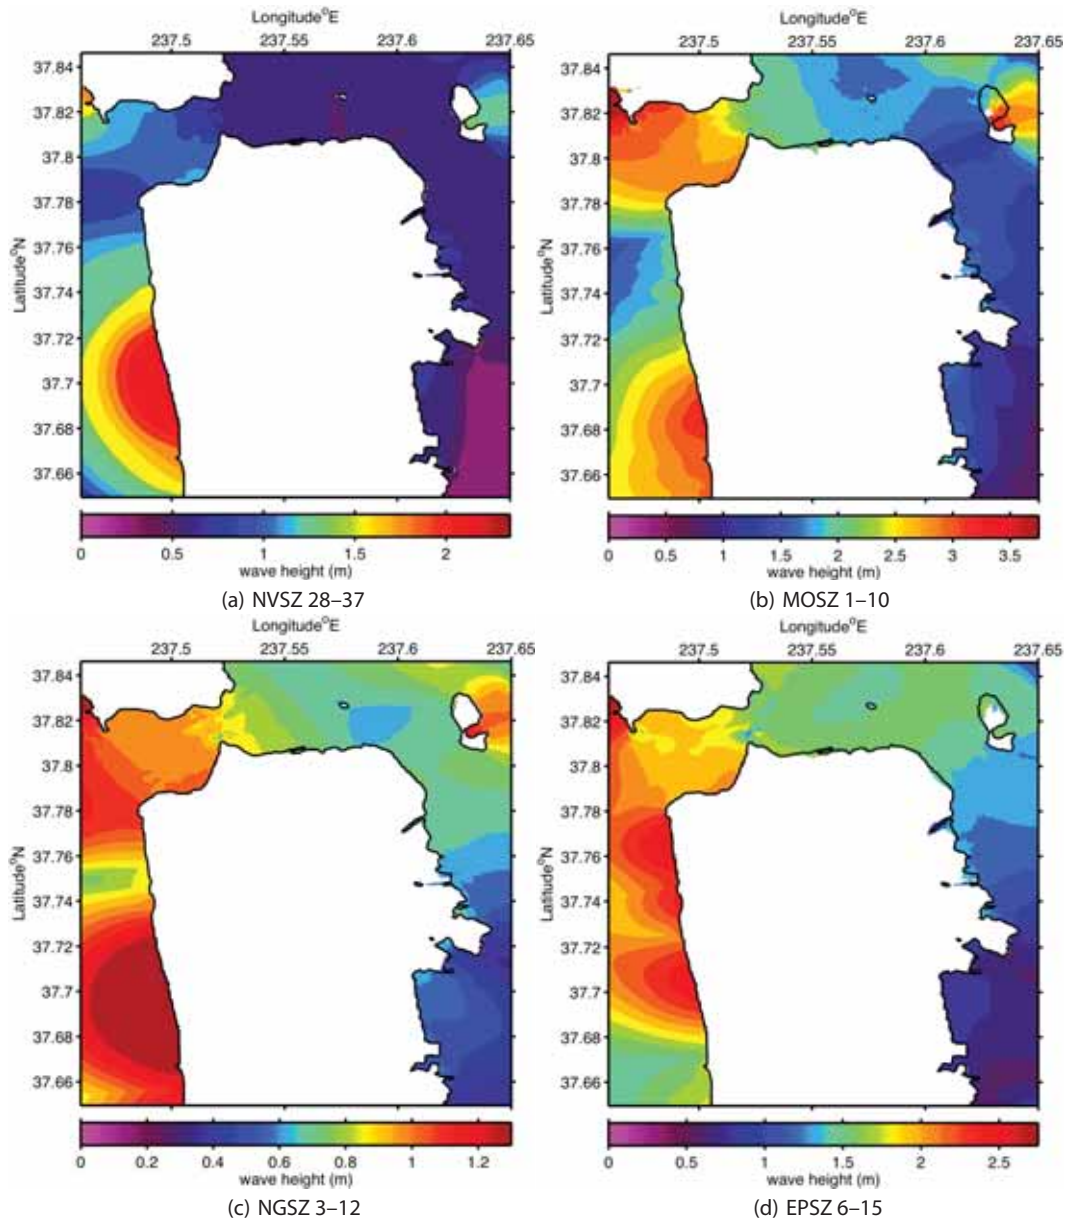 Longitude°E
237.5 237.55 237.6 237.65
37.84
37.82
37.8
37.78
37.76
37.74
37.72
37.7
37.68
37.66
Latitude°N
0 0.5 1 1.5 2
wave height (m)
(a) NVSZ 28–37
Longitude°E
237.5 237.55 237.6 237.65
37.84
37.82
37.8
37.78
37.76
37.74
37.72
37.7
37.68
37.66
Latitude°N
0 0.5 1 1.5 2 2.5 3 3.5
wave height (m)
(b) MOSZ 1–10
Longitude°E
237.5 237.55 237.6 237.65
37.84
37.82
37.8
37.78
37.76
37.74
37.72
37.7
37.68
37.66
Latitude°N
0 0.2 0.4 0.6 0.8 1 1.2
wave height (m)
(c) NGSZ 3–12
Longitude°E
237.5 237.55 237.6 237.65
37.84
37.82
37.8
37.78
37.76
37.74
37.72
37.7
37.68
37.66
Latitude°N
0 0.5 1 1.5 2 2.5
wave height (m)
(d) EPSZ 6–15